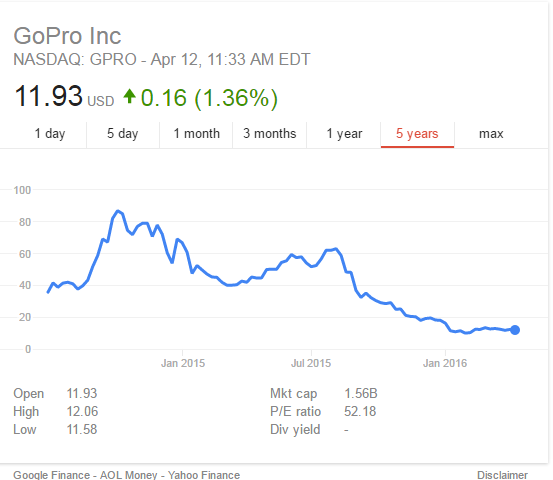 GoPro Inc
NASDAQ: GPRO - Apr 12, 11:33 AM EDT
11.93 USD 0.16 (1.36%)
1 day 5 day 1 month 3 months 1 year 5 years max
100
80
60
40
20
0
Jan 2015 Jul 2015 Jan 2016
Open 11.93 Mkt cap 1.56B
High 12.06 P/E ratio 52.18
Low 11.58 Div yield -
Google Finance - AOL Money - Yahoo Finance Disclaimer